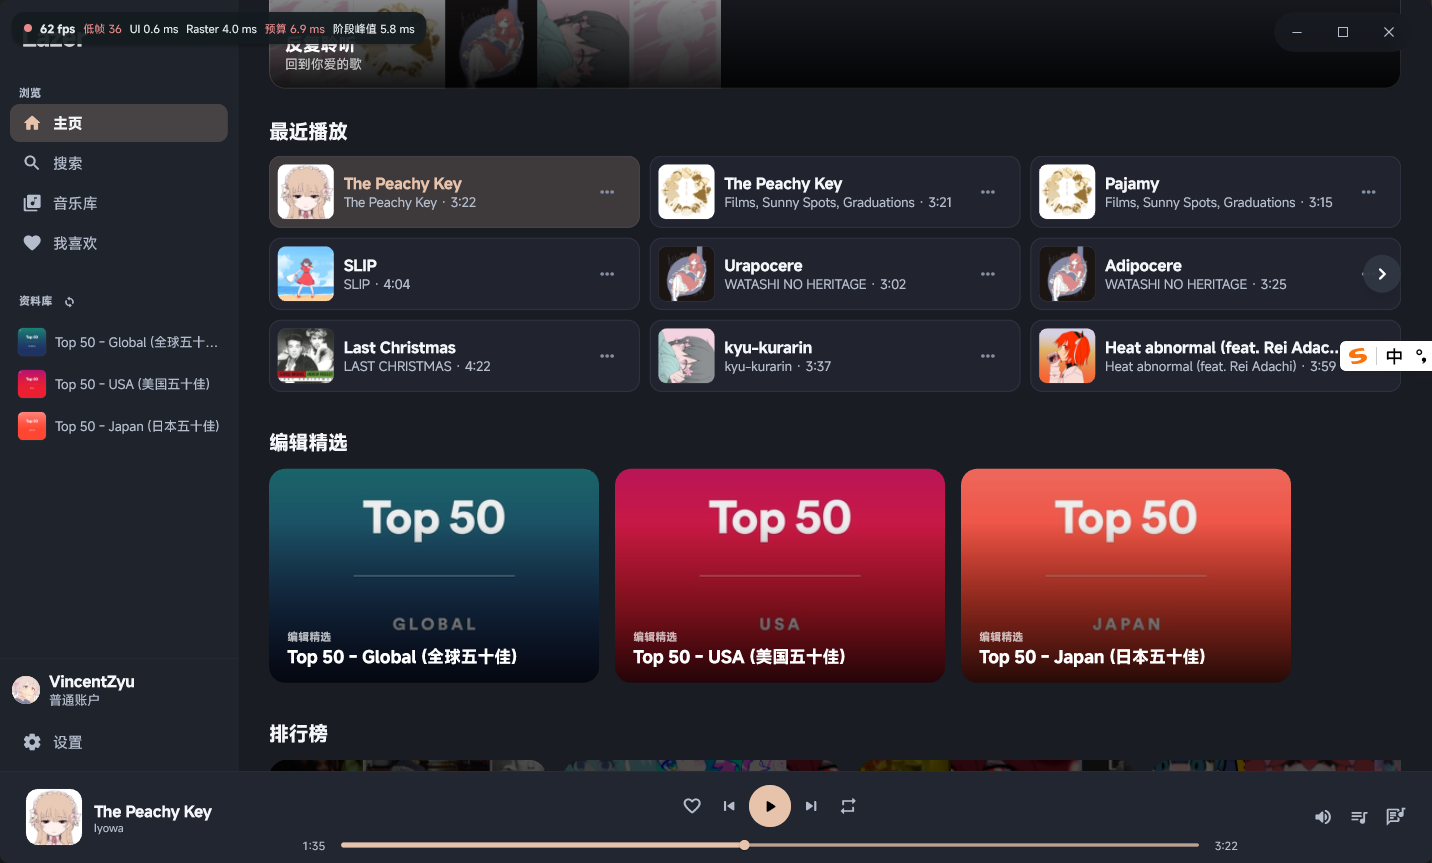 62 fps 低帧 36 UI 0.6 ms Raster 4.0 ms 预算 6.9 ms 阶段峰值 5.8 ms
Lazer
反复聆听
回到你爱的歌
浏览
主页
搜索
音乐库
我喜欢
资料库
Top 50 - Global (全球五十...
Top 50 - USA (美国五十佳)
Top 50 - Japan (日本五十佳)
VincentZyu
普通账户
设置
最近播放
The Peachy Key
The Peachy Key · 3:22
The Peachy Key
Films, Sunny Spots, Graduations · 3:21
Pajamy
Films, Sunny Spots, Graduations · 3:15
SLIP
SLIP · 4:04
Urapocere
WATASHI NO HERITAGE · 3:02
Adipocere
WATASHI NO HERITAGE · 3:25
Last Christmas
LAST CHRISTMAS · 4:22
kyu-kurarin
kyu-kurarin · 3:37
Heat abnormal (feat. Rei Adac...
Heat abnormal (feat. Rei Adachi) · 3:59
S 中 °,
编辑精选
Top 50
GLOBAL
编辑精选
Top 50 - Global (全球五十佳)
Top 50
USA
编辑精选
Top 50 - USA (美国五十佳)
Top 50
JAPAN
编辑精选
Top 50 - Japan (日本五十佳)
排行榜
The Peachy Key
Iyowa
1:35
3:22